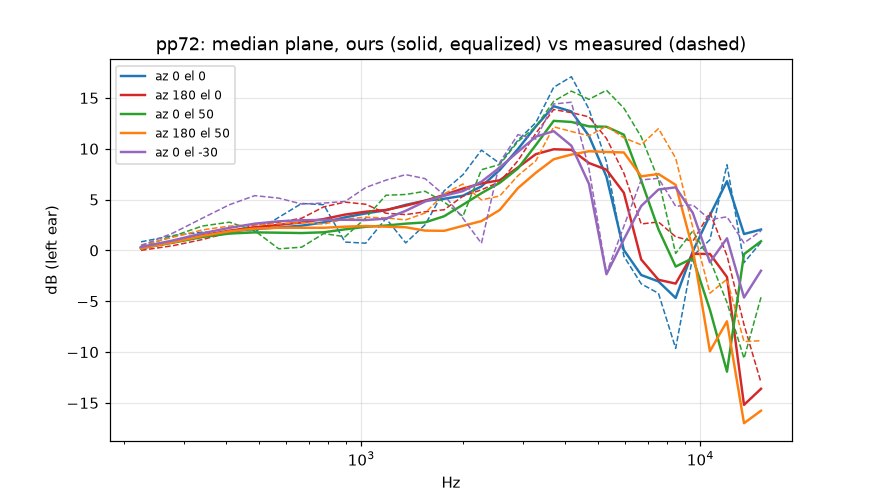 pp72: median plane, ours (solid, equalized) vs measured (dashed)
az 0 el 0
az 180 el 0
az 0 el 50
az 180 el 50
az 0 el -30
15
10
5
0
−5
−10
−15
dB (left ear)
10³
10⁴
Hz